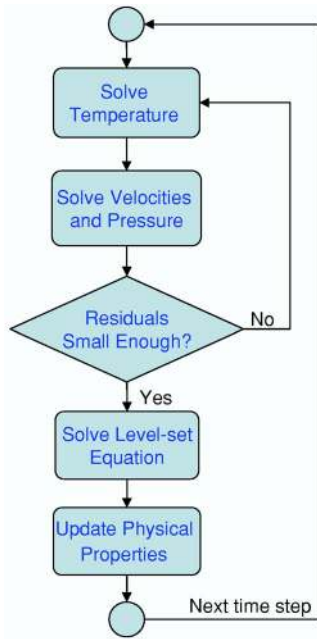 Solve
Temperature
Solve Velocities
and Pressure
Residuals
Small Enough?
No
Yes
Solve Level-set
Equation
Update Physical
Properties
Next time step